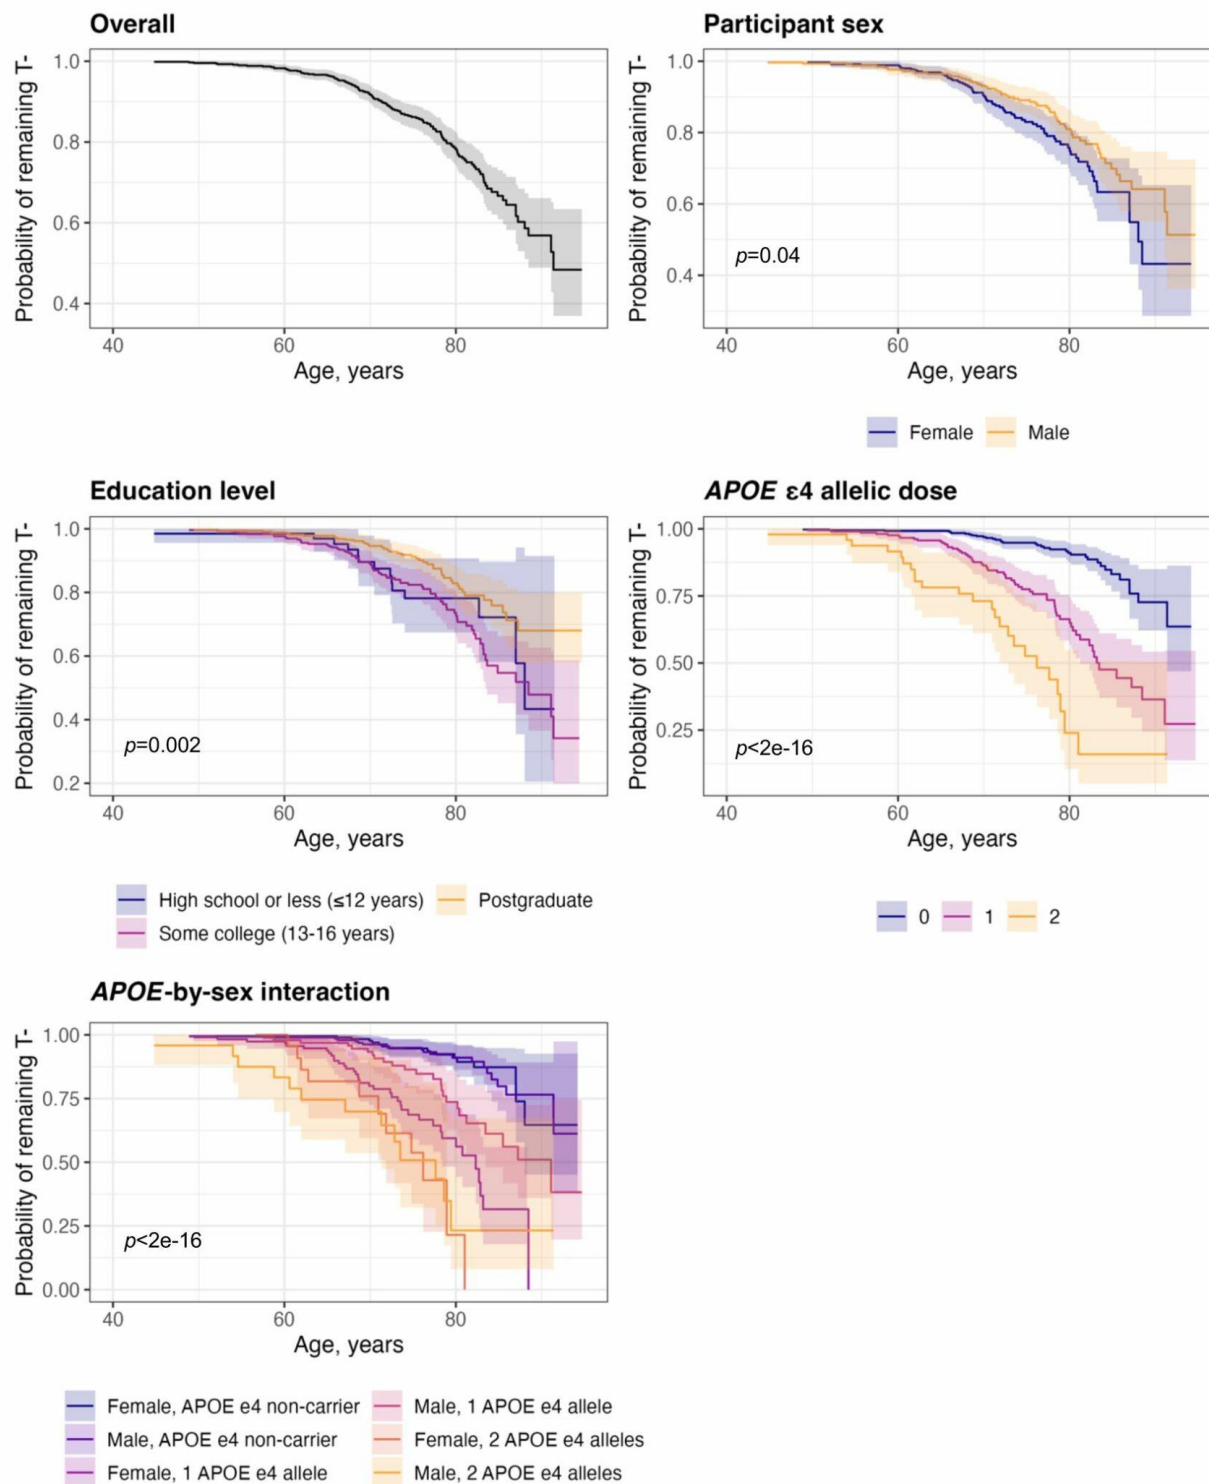 Overall
Probability of remaining T-
1.0
0.8
0.6
0.4
40 60 80
Age, years
Participant sex
Probability of remaining T-
1.0
0.8
0.6
0.4
p=0.04
40 60 80
Age, years
Female Male
Education level
Probability of remaining T-
1.0
0.8
0.6
0.4
0.2
p=0.002
40 60 80
Age, years
High school or less (≤12 years) Postgraduate
Some college (13-16 years)
APOE ε4 allelic dose
Probability of remaining T-
1.00
0.75
0.50
0.25
p<2e-16
40 60 80
Age, years
0 1 2
APOE-by-sex interaction
Probability of remaining T-
1.00
0.75
0.50
0.25
0.00
p<2e-16
40 60 80
Age, years
Female, APOE e4 non-carrier Male, 1 APOE e4 allele
Male, APOE e4 non-carrier Female, 2 APOE e4 alleles
Female, 1 APOE e4 allele Male, 2 APOE e4 alleles